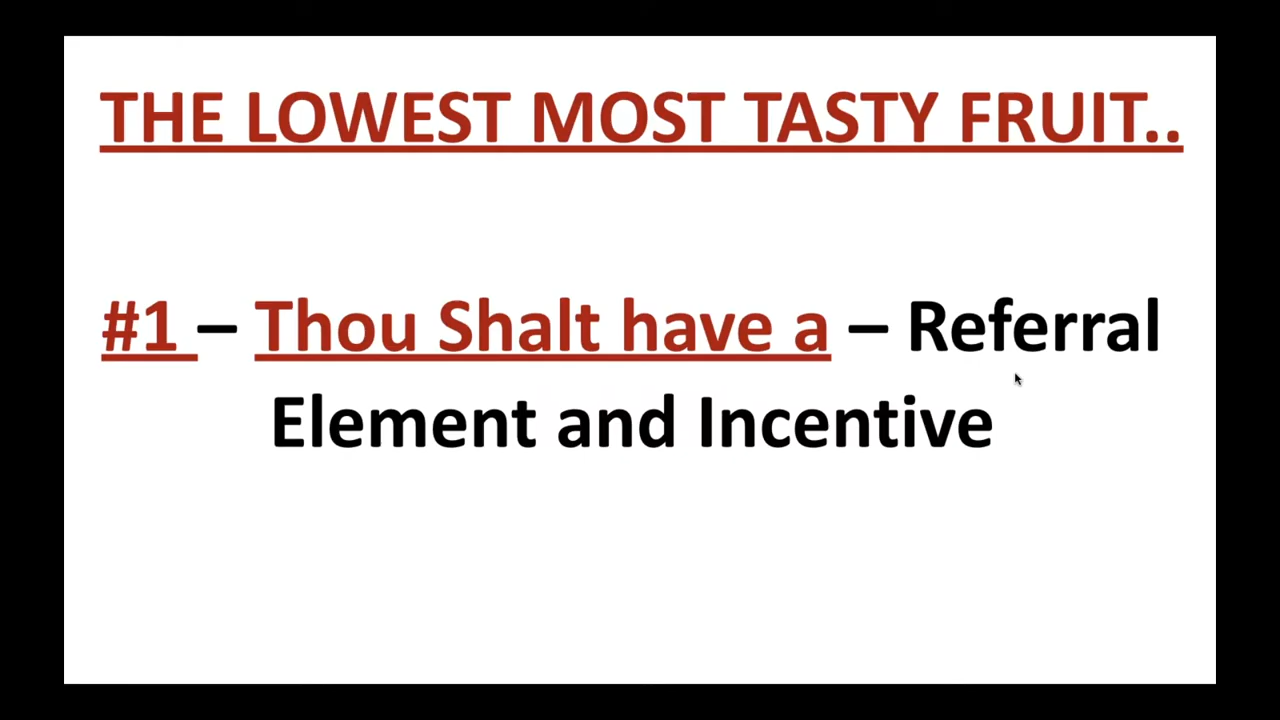 THE LOWEST MOST TASTY FRUIT..
#1 – Thou Shalt have a – Referral
Element and Incentive